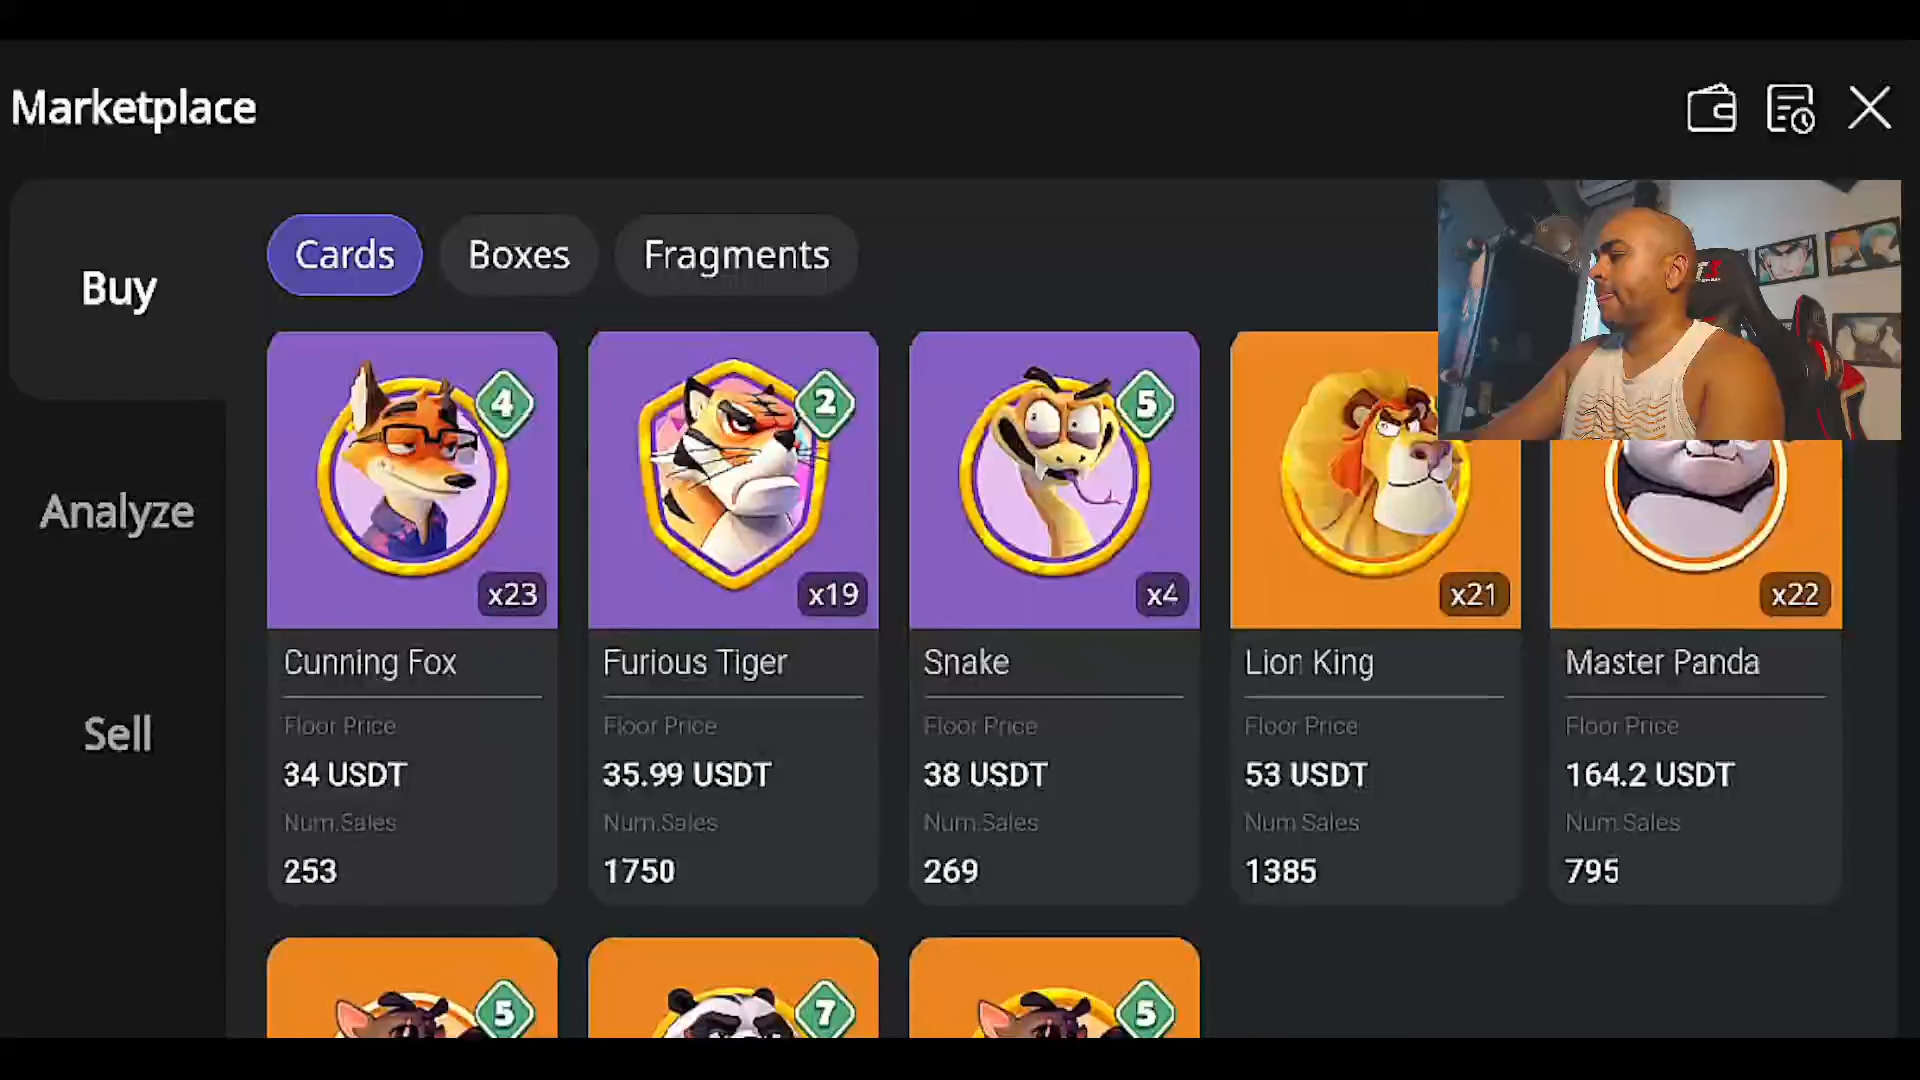 Marketplace
Buy
Analyze
Sell
Cards
Boxes
Fragments
4
2
5
x23
x19
x4
x21
x22
Cunning Fox
Furious Tiger
Snake
Lion King
Master Panda
Floor Price
Floor Price
Floor Price
Floor Price
Floor Price
34 USDT
35.99 USDT
38 USDT
53 USDT
164.2 USDT
Num.Sales
Num.Sales
Num.Sales
Num.Sales
Num.Sales
253
1750
269
1385
795
5
7
5